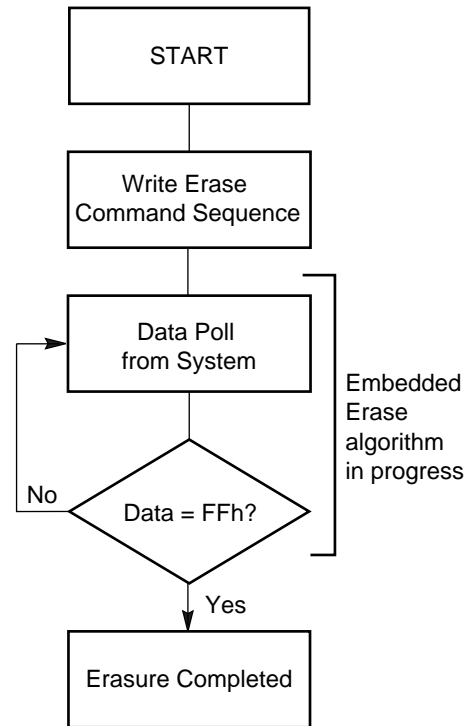 START
Write Erase
Command Sequence
Data Poll
from System
Embedded
Erase
algorithm
in progress
No
Data = FFh?
Yes
Erasure Completed